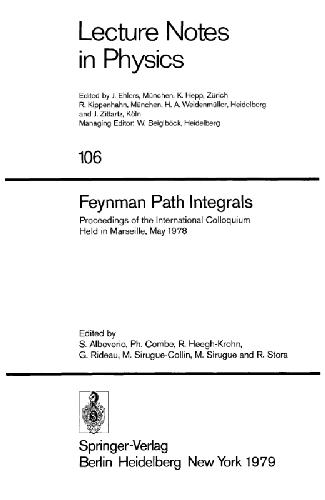 Lecture Notes
in Physics
Edited by J. Ehlers, München, K. Hepp, Zürich
R. Kippenhahn, München, H. A. Weidenmüller, Heidelberg
and J. Zittartz, Köln
Managing Editor: W. Beiglböck, Heidelberg
106
Feynman Path Integrals
Proceedings of the International Colloquium
Held in Marseille, May 1978
Edited by
S. Albeverio, Ph. Combe, R. Høegh-Krohn,
G. Rideau, M. Sirugue-Collin, M. Sirugue and R. Stora
Springer-Verlag
Berlin Heidelberg New York 1979